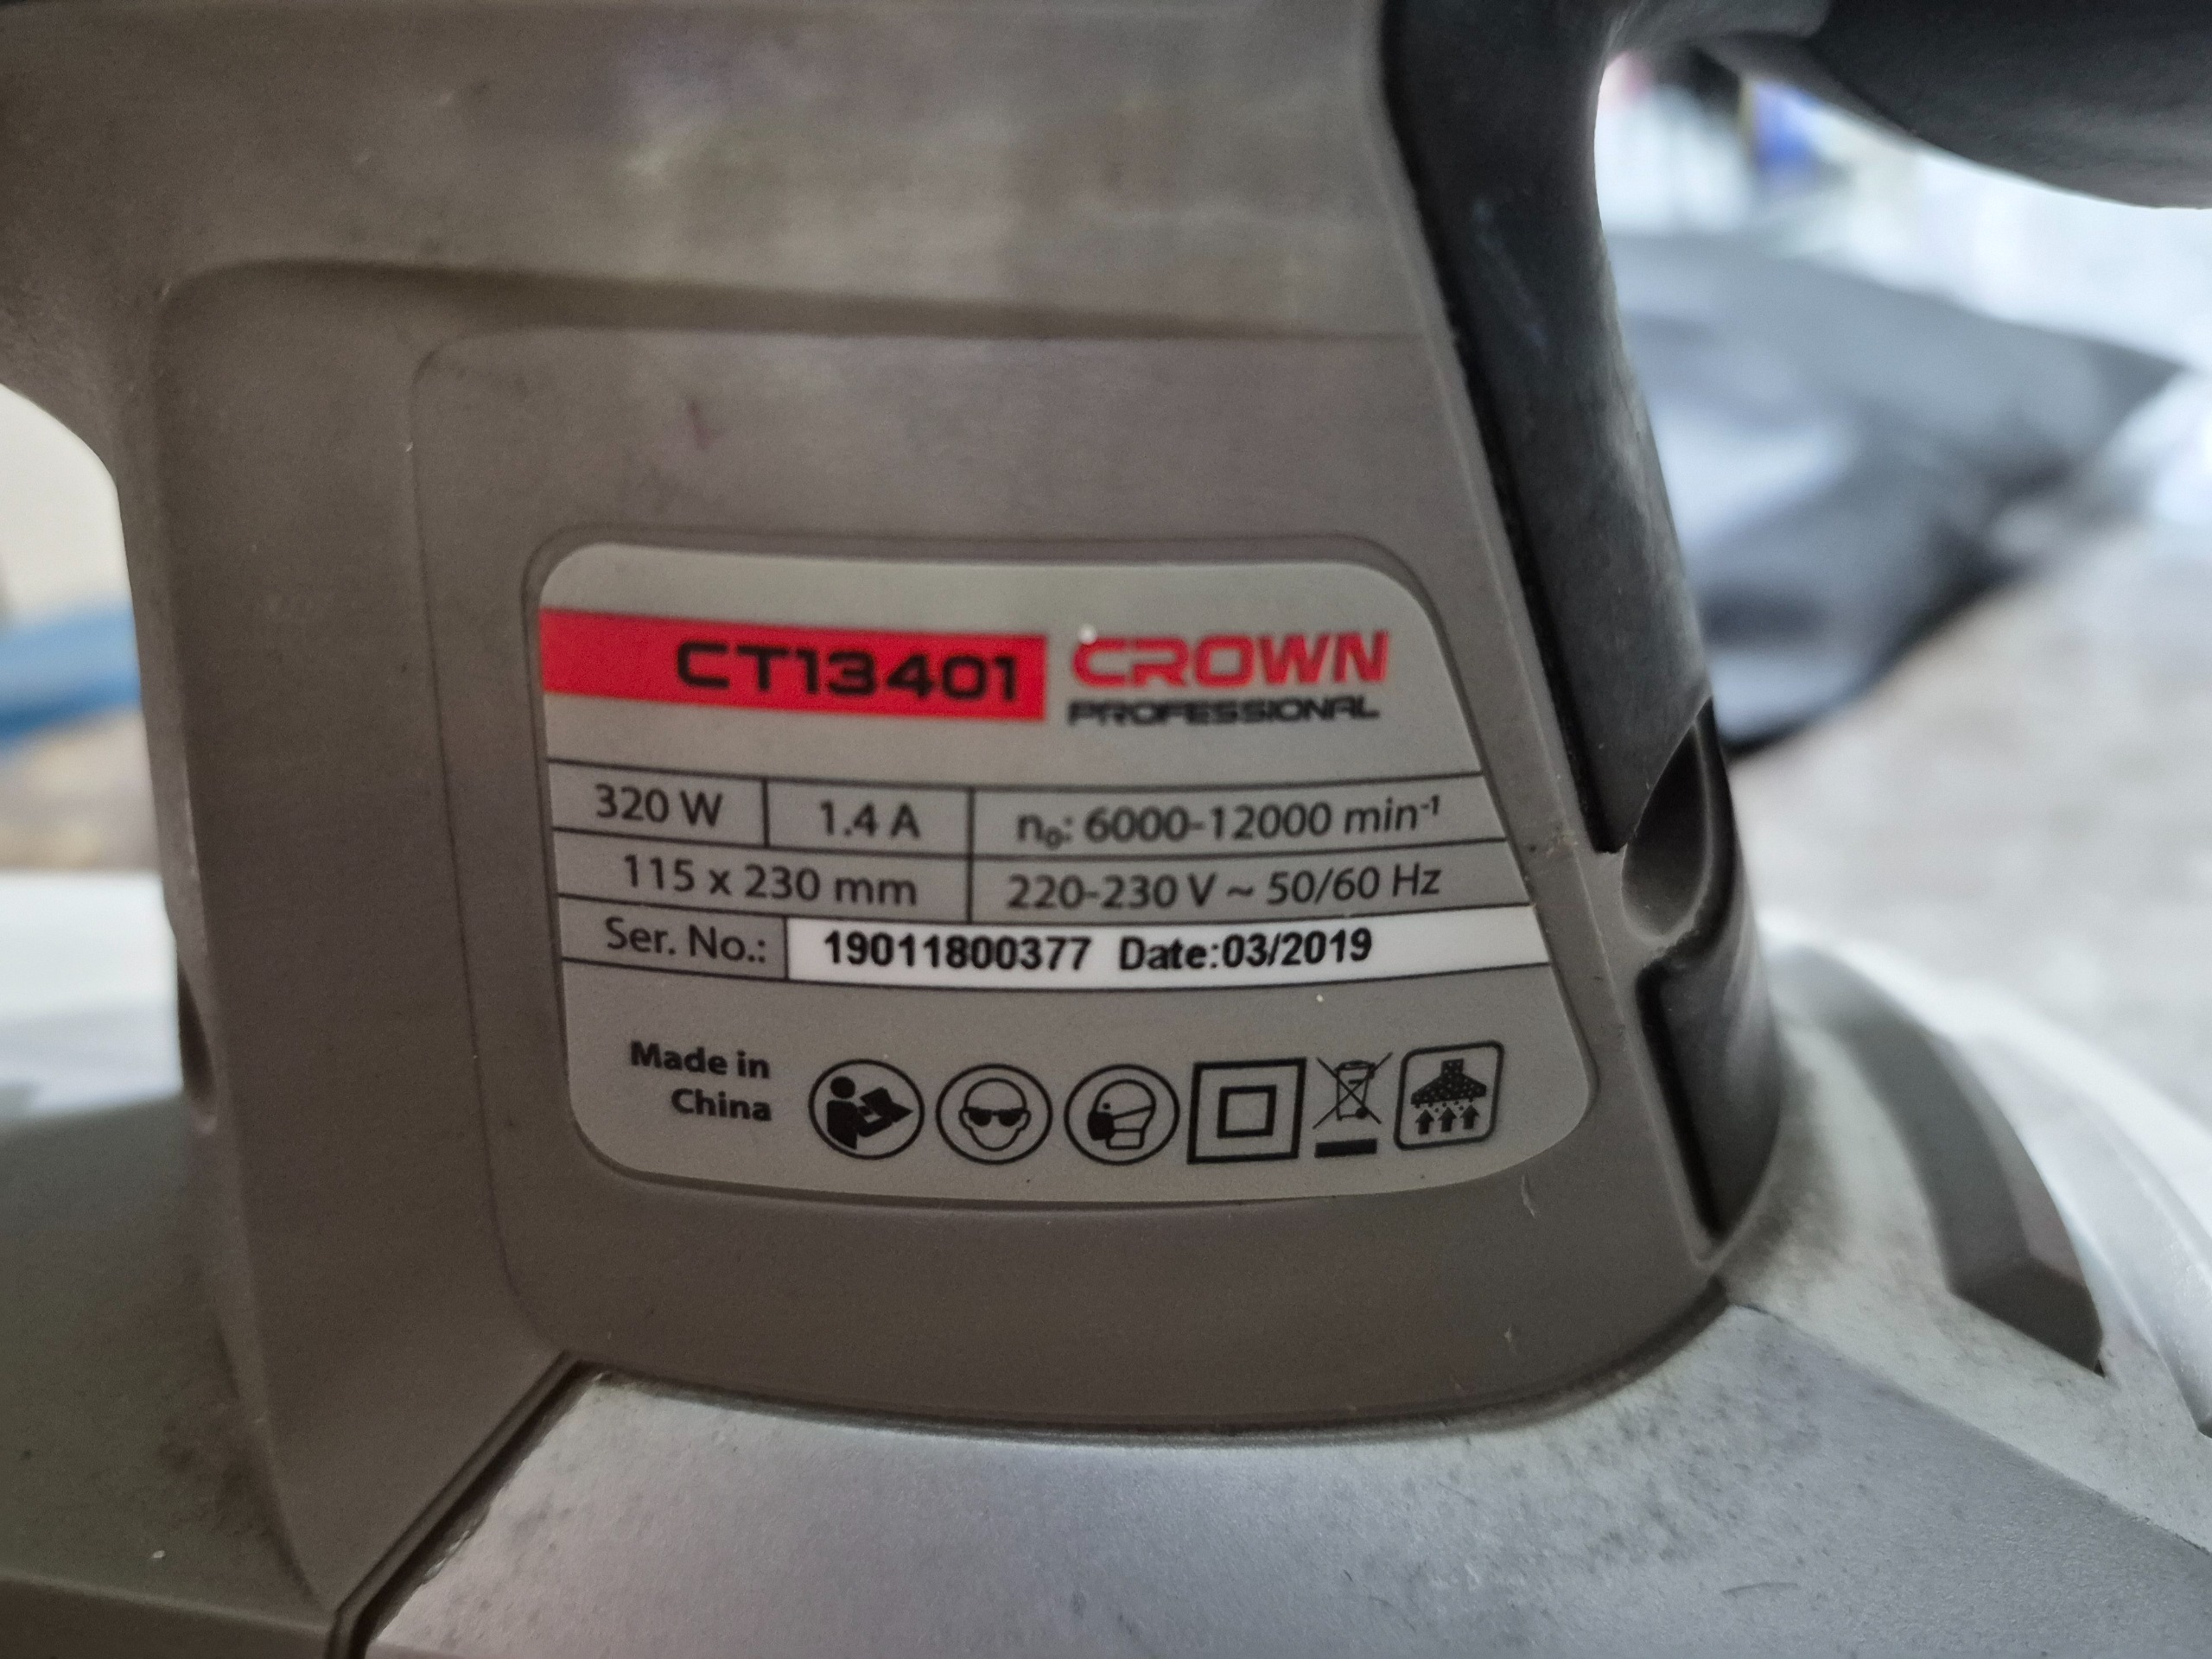 CT13401 CROWN
PROFESSIONAL
320 W 1.4 A n₀: 6000-12000 min⁻¹
115 x 230 mm 220-230 V ~ 50/60 Hz
Ser. No.: 19011800377 Date:03/2019
Made in
China